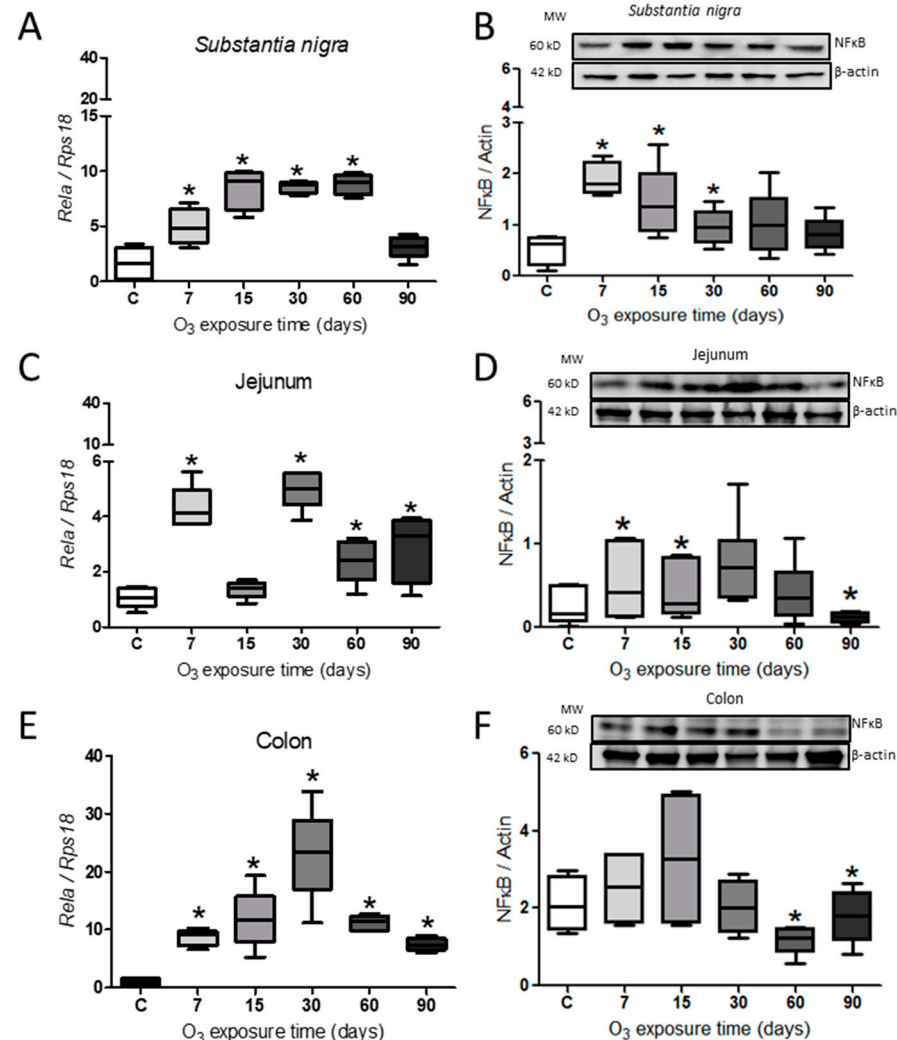 A
Substantia nigra
40
20
15
10
5
0
Rela / Rps18
* * * *
C 7 15 30 60 90
O3 exposure time (days)
B
Substantia nigra
MW
60 kD
NFκB
42 kD
β-actin
6
4
3
2
1
0
NFκB / Actin
* * *
C 7 15 30 60 90
O3 exposure time (days)
C
Jejunum
40
10
6
4
2
0
Rela / Rps18
* * * *
C 7 15 30 60 90
O3 exposure time (days)
D
Jejunum
MW
60 kD
NFκB
42 kD
β-actin
6
3
2
1
0
NFκB / Actin
* * *
C 7 15 30 60 90
O3 exposure time (days)
E
Colon
40
30
20
10
0
Rela / Rps18
* * * * *
C 7 15 30 60 90
O3 exposure time (days)
F
Colon
MW
60 kD
NFκB
42 kD
β-actin
6
4
2
0
NFκB / Actin
* *
C 7 15 30 60 90
O3 exposure time (days)